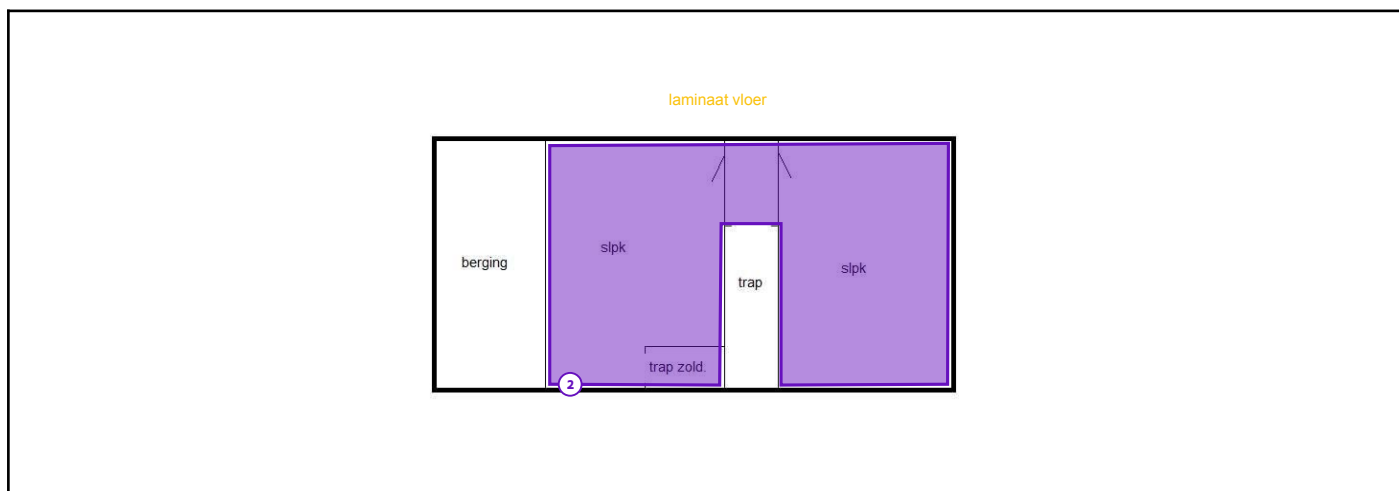 laminaat vloer
slpk
berging
slpk
trap
trap zold.
2